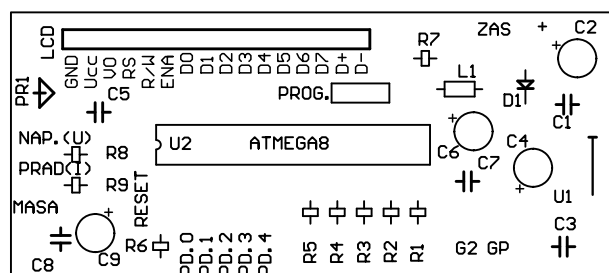 LCD
GND
Ucc
VO
RS
R/W
ENA
D0
D1
D2
D3
D4
D5
D6
D7
D+
D-
R7
ZAS +
C2
+
PR1
C5
PROG.
L1
D1
C1
NAP.(U)
R8
U2
ATMEGA8
+
C6
C4
C7
PRAD(I)
R9
RESET
+
U1
MASA
+
C8
C9
R6
PD.0
PD.1
PD.2
PD.3
PD.4
R5
R4
R3
R2
R1
G2 GP
C3